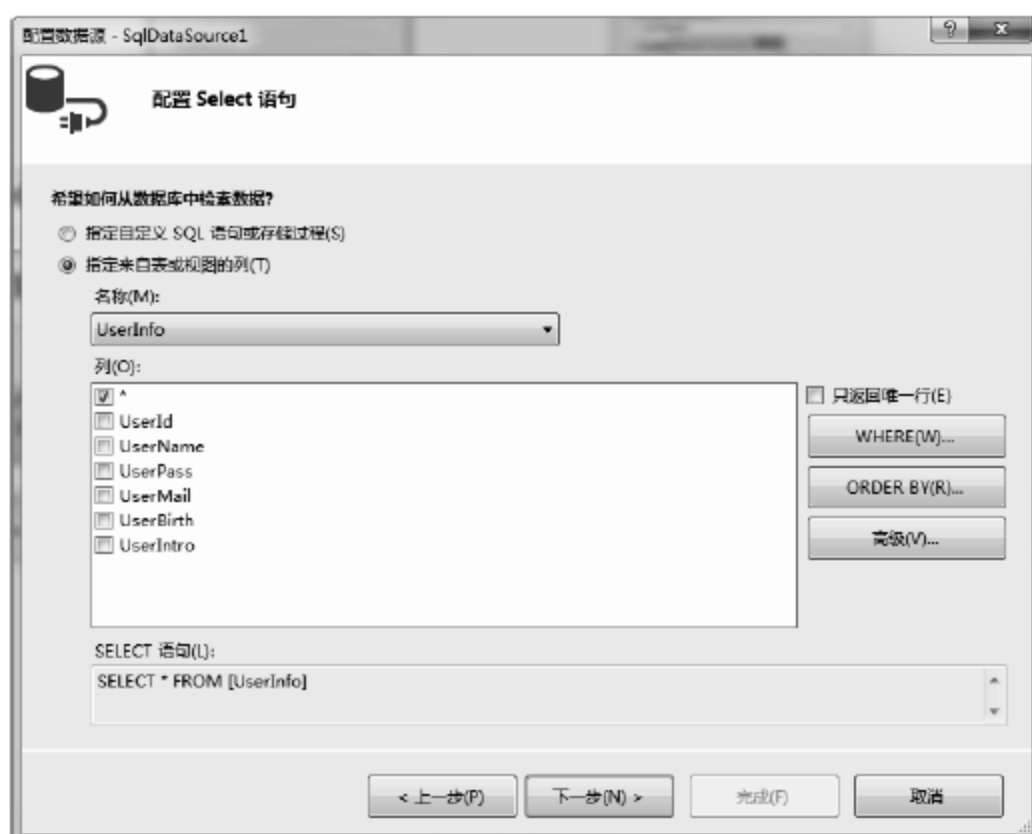 配置数据源 - SqlDataSource1
配置 Select 语句
希望如何从数据库中检索数据?
指定自定义 SQL 语句或存储过程(S)
指定来自表或视图的列(T)
名称(M):
UserInfo
列(O):
*
只返回唯一行(E)
UserId
WHERE(W)...
UserName
UserPass
ORDER BY(R)...
UserMail
UserBirth
高级(V)...
UserIntro
SELECT 语句(L):
SELECT * FROM [UserInfo]
< 上一步(P)
下一步(N) >
完成(F)
取消